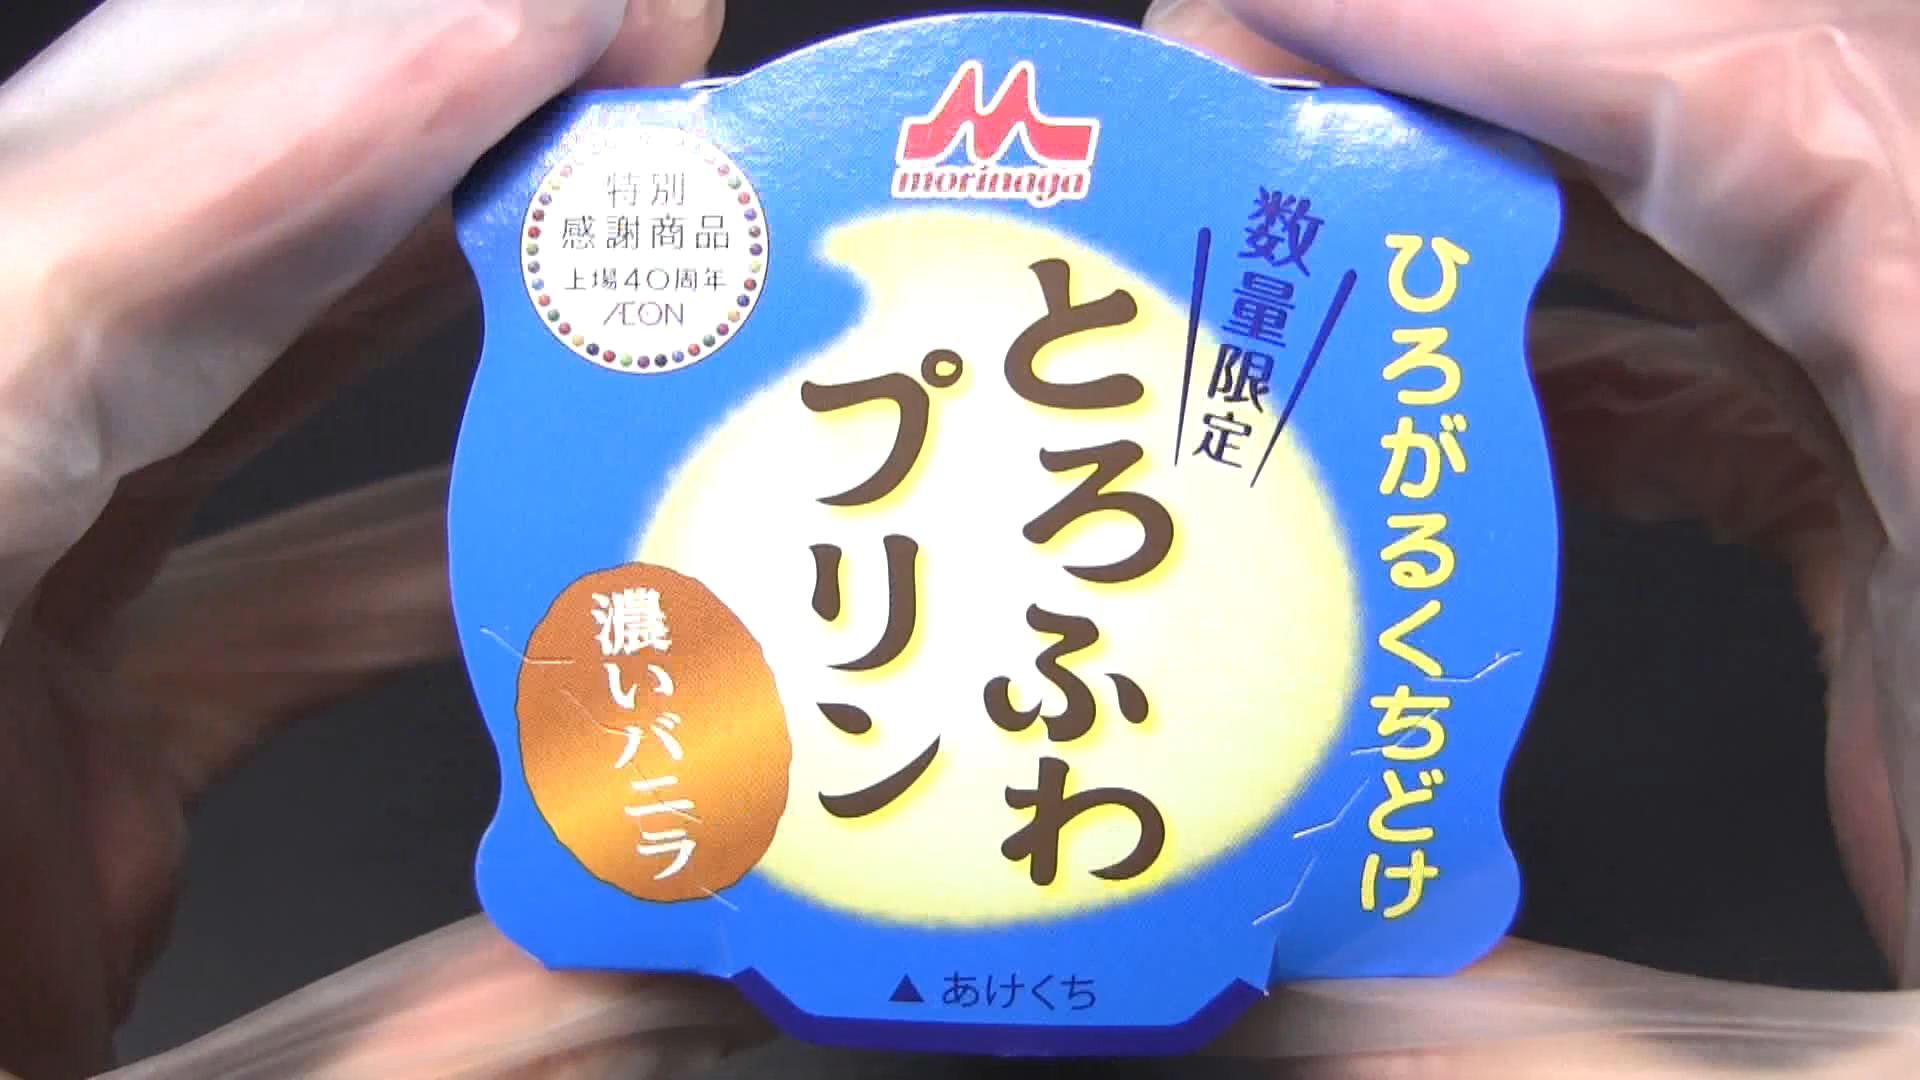 morinaga
特別
感謝商品
上場40周年
ÆON
数量限定
ひろがるくちどけ
とろふわ
プリン
濃いバニラ
▲ あけくち